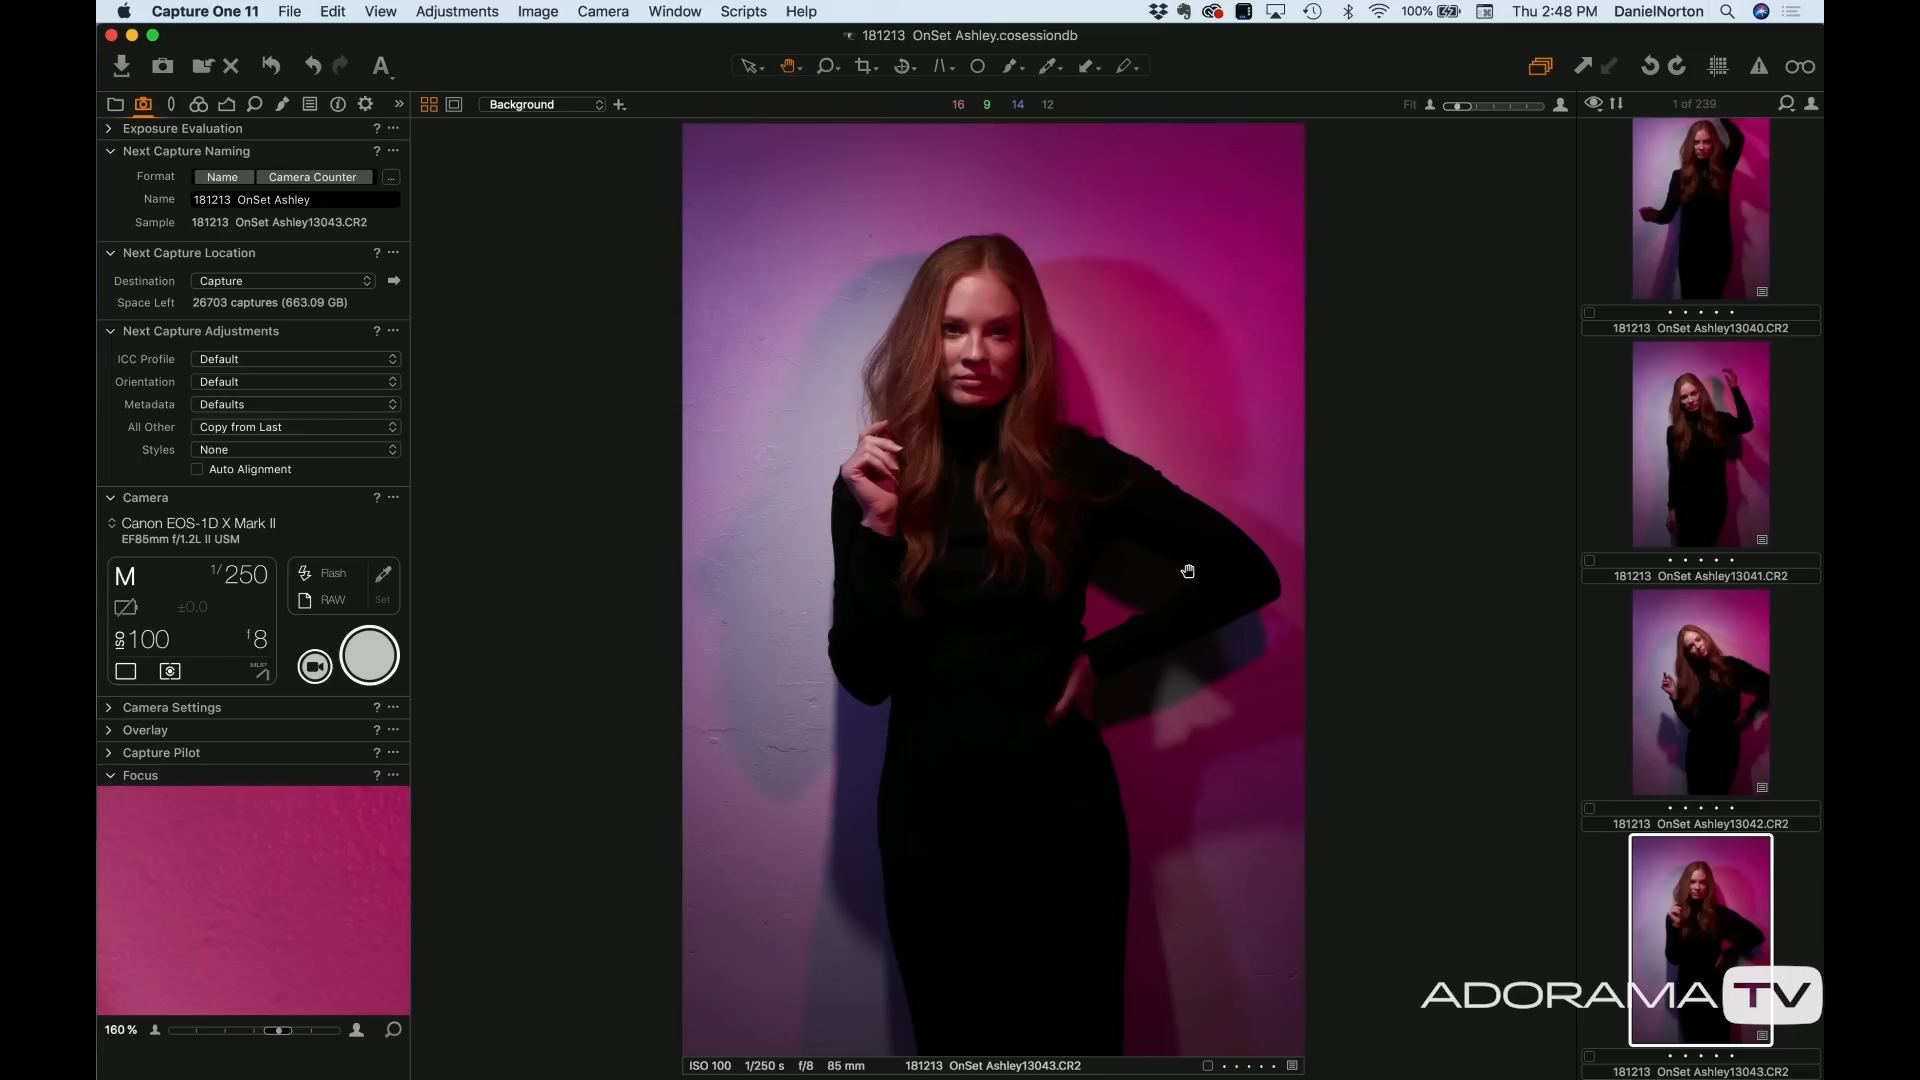 Capture One 11 File Edit View Adjustments Image Camera Window Scripts Help 100% Thu 2:48 PM DanielNorton
181213 OnSet Ashley.cosessiondb
A
Background 16 9 14 12 Fit 1 of 239
Exposure Evaluation ? ...
Next Capture Naming ? ...
Format Name Camera Counter ...
Name 181213 OnSet Ashley
Sample 181213 OnSet Ashley13043.CR2
Next Capture Location ? ...
Destination Capture
Space Left 26703 captures (663.09 GB)
Next Capture Adjustments ? ...
ICC Profile Default
Orientation Default
Metadata Defaults
All Other Copy from Last
Styles None
Auto Alignment
Camera ? ...
Canon EOS-1D X Mark II
EF85mm f/1.2L II USM
M 1/250 Flash
±0.0 RAW Set
ISO 100 f 8
MUP
Camera Settings ? ...
Overlay ? ...
Capture Pilot ? ...
Focus ? ...
160 %
ISO 100 1/250 s f/8 85 mm 181213 OnSet Ashley13043.CR2
181213 OnSet Ashley13040.CR2
181213 OnSet Ashley13041.CR2
181213 OnSet Ashley13042.CR2
ADORAMA TV
181213 OnSet Ashley13043.CR2